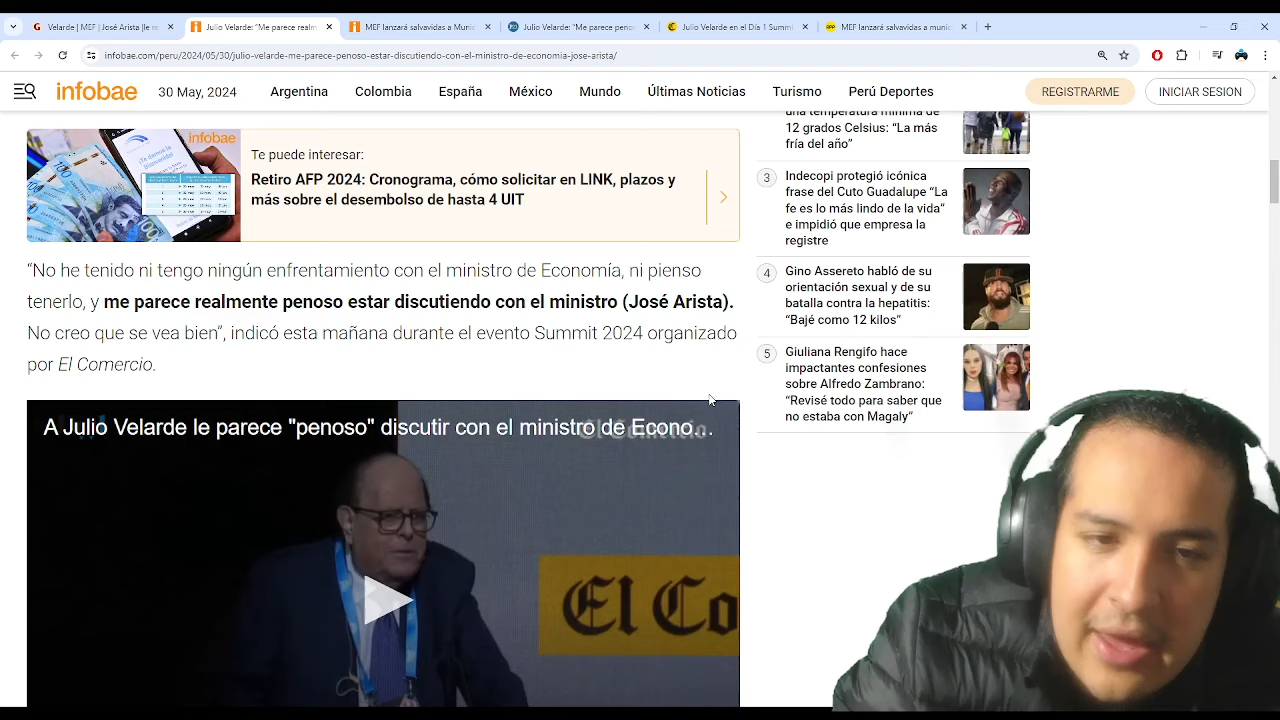 Velarde | MEF | José Arista |le re
Julio Velarde: “Me parece realm
MEF lanzará salvavidas a Munici
Julio Velarde: "Me parece peno
Julio Velarde en el Día 1 Summi
MEF lanzará salvavidas a munic
infobae.com/peru/2024/05/30/julio-velarde-me-parece-penoso-estar-discutiendo-con-el-ministro-de-economia-jose-arista/
infobae
30 May, 2024
Argentina
Colombia
España
México
Mundo
Últimas Noticias
Turismo
Perú Deportes
REGISTRARME
INICIAR SESION
infobae
Te puede interesar:
Retiro AFP 2024: Cronograma, cómo solicitar en LINK, plazos y
más sobre el desembolso de hasta 4 UIT
“No he tenido ni tengo ningún enfrentamiento con el ministro de Economía, ni pienso
tenerlo, y me parece realmente penoso estar discutiendo con el ministro (José Arista).
No creo que se vea bien”, indicó esta mañana durante el evento Summit 2024 organizado
por El Comercio.
A Julio Velarde le parece "penoso" discutir con el ministro de Econo...
El Comercio
El Co
una temperatura mínima de
12 grados Celsius: “La más
fría del año”
3
Indecopi protegió icónica
frase del Cuto Guadalupe “La
fe es lo más lindo de la vida”
e impidió que empresa la
registre
4
Gino Assereto habló de su
orientación sexual y de su
batalla contra la hepatitis:
“Bajé como 12 kilos”
5
Giuliana Rengifo hace
impactantes confesiones
sobre Alfredo Zambrano:
“Revisé todo para saber que
no estaba con Magaly”